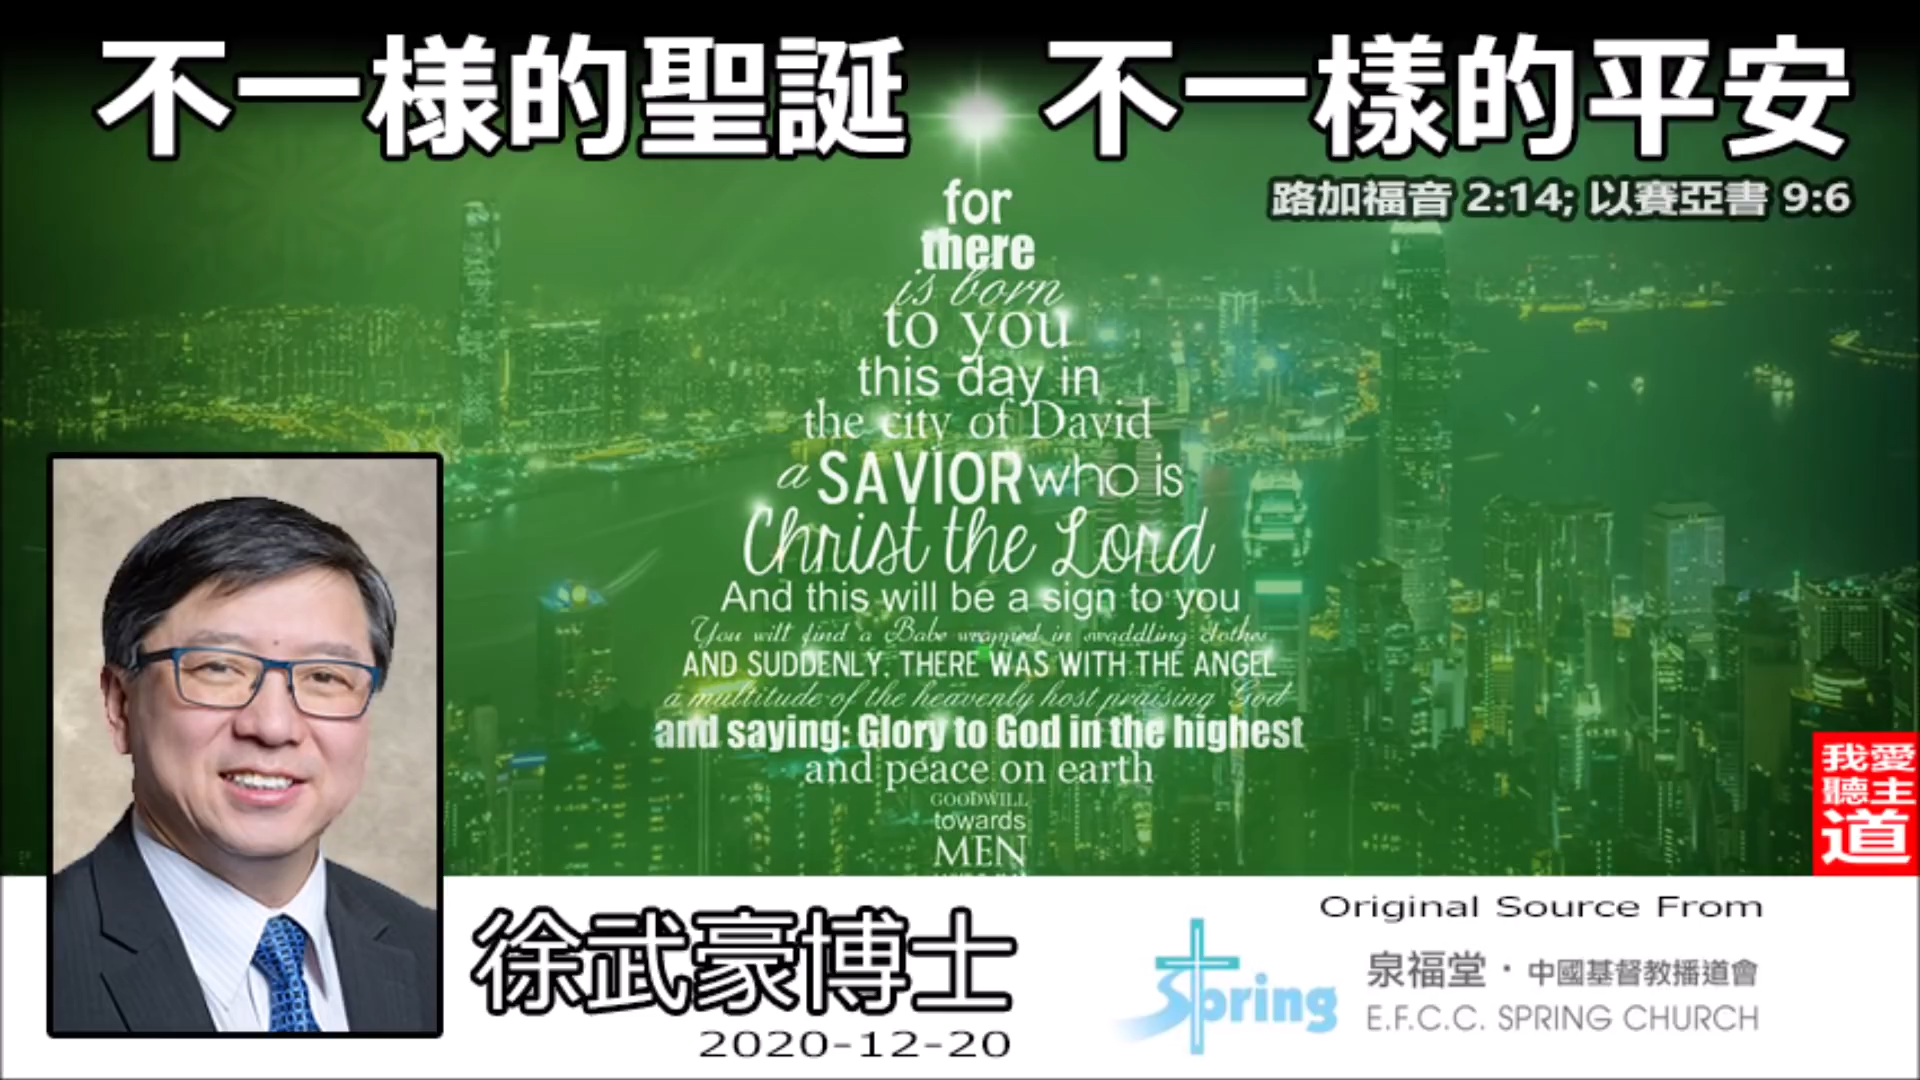 不一樣的聖誕 不一樣的平安
路加福音 2:14; 以賽亞書 9:6
for
there
is born
to you
this day in
the city of David
a SAVIOR who is
Christ the Lord
And this will be a sign to you
You will find a Babe wrapped in swaddling clothes
AND SUDDENLY, THERE WAS WITH THE ANGEL
a multitude of the heavenly host praising God
and saying: Glory to God in the highest
and peace on earth
GOODWILL
towards
MEN
我愛
聽主
道
徐武豪博士
2020-12-20
Original Source From
Spring
泉福堂·中國基督教播道會
E.F.C.C. SPRING CHURCH